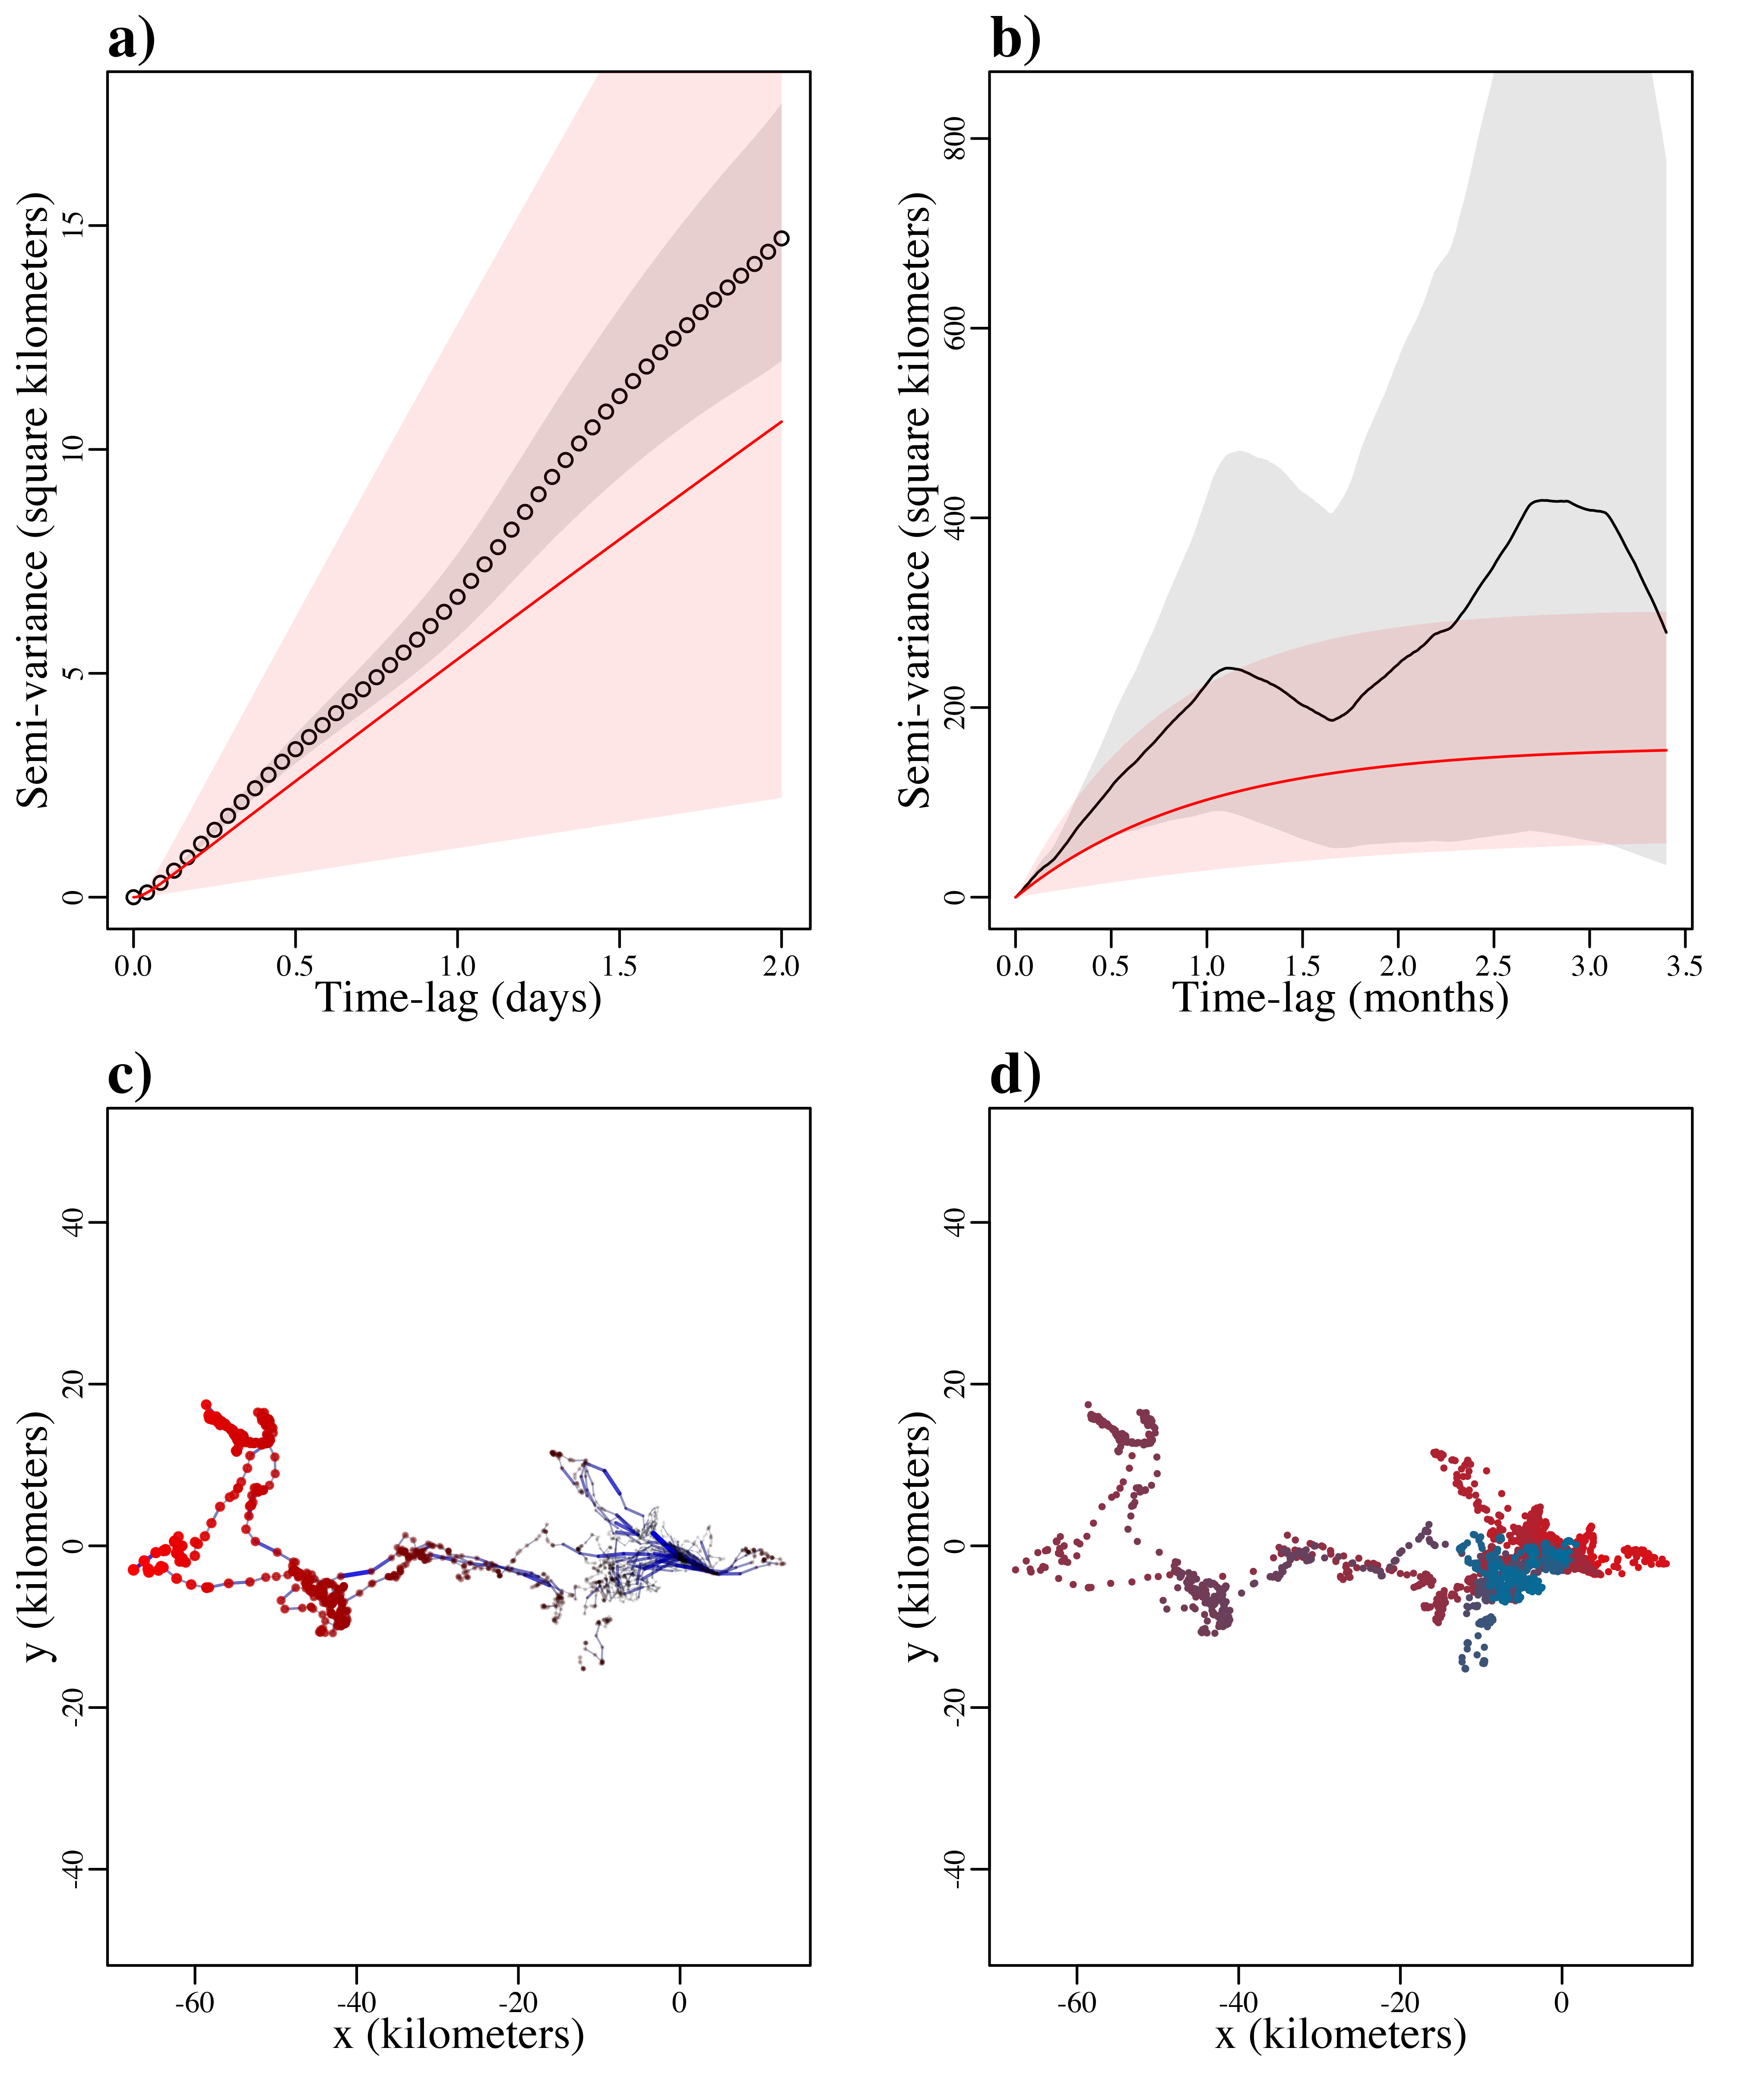 a)
Semi-variance (square kilometers)
15
10
5
0
0.0 0.5 1.0 1.5 2.0
Time-lag (days)
b)
Semi-variance (square kilometers)
800
600
400
200
0
0.0 0.5 1.0 1.5 2.0 2.5 3.0 3.5
Time-lag (months)
c)
y (kilometers)
40
20
0
-20
-40
-60 -40 -20 0
x (kilometers)
d)
y (kilometers)
40
20
0
-20
-40
-60 -40 -20 0
x (kilometers)